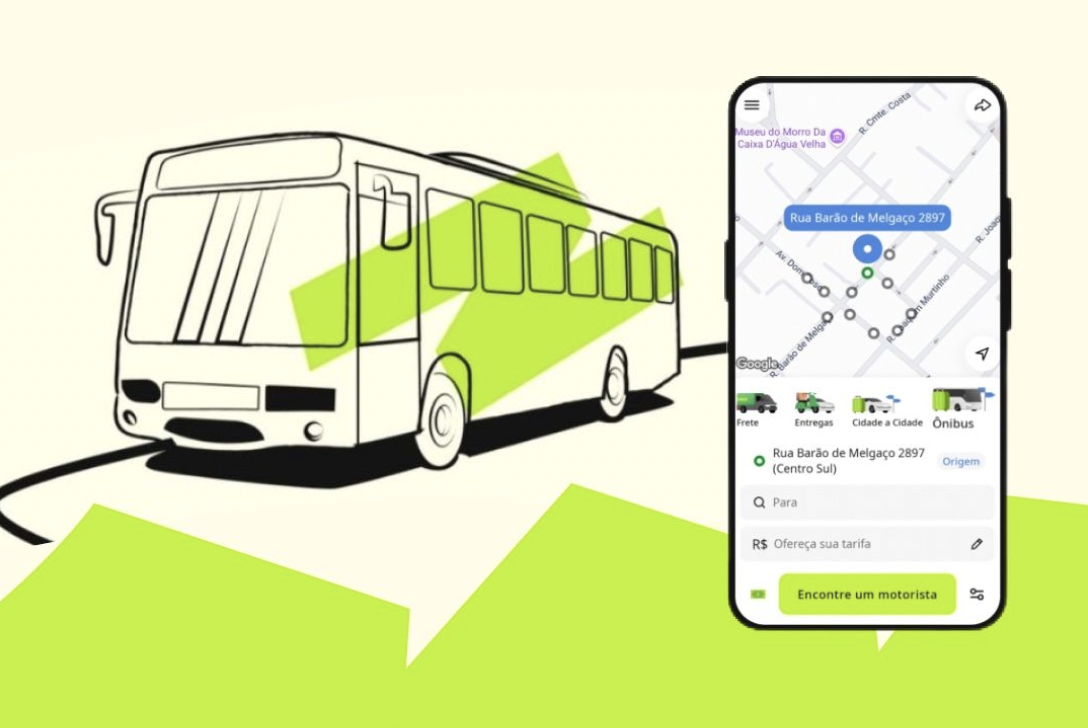 R. Cmte. Costa
Museu do Morro Da
Caixa D'Água Velha
Rua Barão de Melgaço 2897
R. Joaq
Av. Dom
R. Joaquim Murtinho
R. Barão de Melgaç
Google
Frete
Entregas
Cidade a Cidade
Ônibus
Rua Barão de Melgaço 2897
(Centro Sul)
Origem
Para
R$ Ofereça sua tarifa
Encontre um motorista